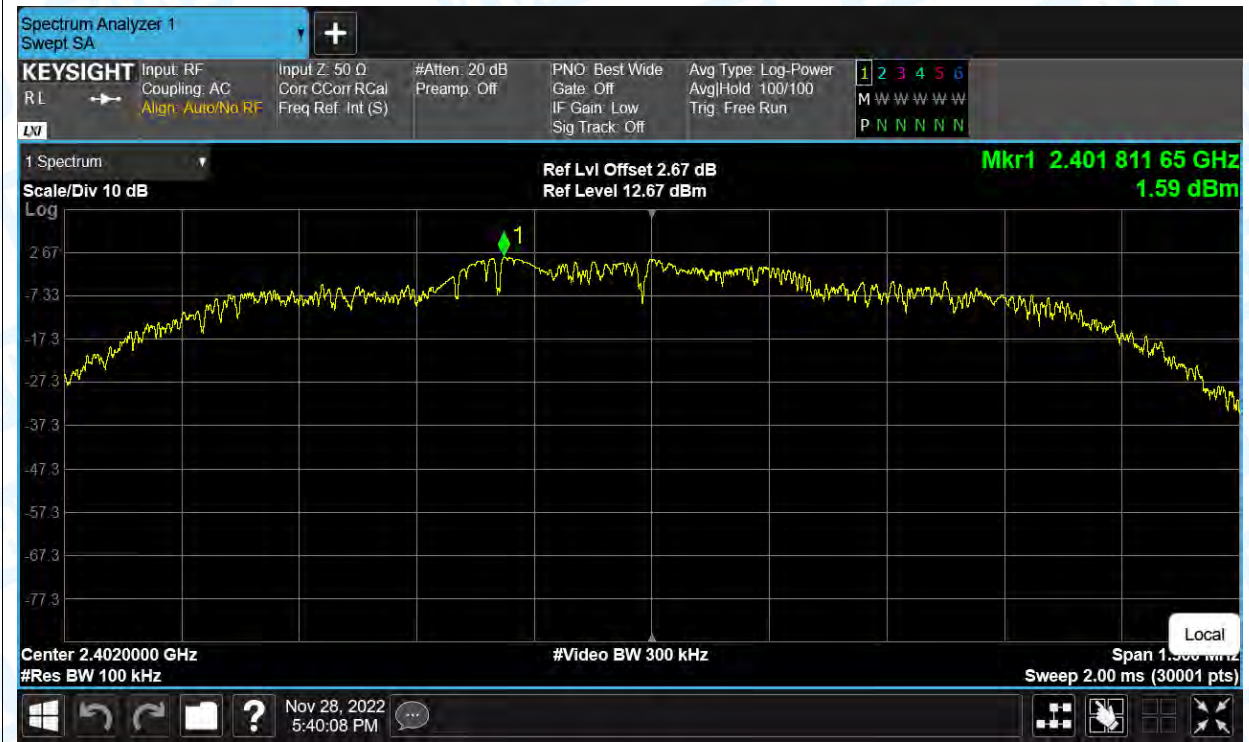 Spectrum Analyzer 1
Swept SA
KEYSIGHT
R L
LXI
Input: RF
Coupling: AC
Align: Auto/No RF
Input Z: 50 Ω
Corr CCorr RCal
Freq Ref: Int (S)
#Atten: 20 dB
Preamp: Off
PNO: Best Wide
Gate: Off
IF Gain: Low
Sig Track: Off
Avg Type: Log-Power
Avg|Hold: 100/100
Trig: Free Run
1 2 3 4 5 6
M W W W W W W
P N N N N N N
1 Spectrum
Scale/Div 10 dB
Log
Ref Lvl Offset 2.67 dB
Ref Level 12.67 dBm
Mkr1 2.401 811 65 GHz
1.59 dBm
1
2.67
-7.33
-17.3
-27.3
-37.3
-47.3
-57.3
-67.3
-77.3
Local
Center 2.4020000 GHz
#Video BW 300 kHz
Span
#Res BW 100 kHz
Sweep 2.00 ms (30001 pts)
?
Nov 28, 2022
5:40:08 PM